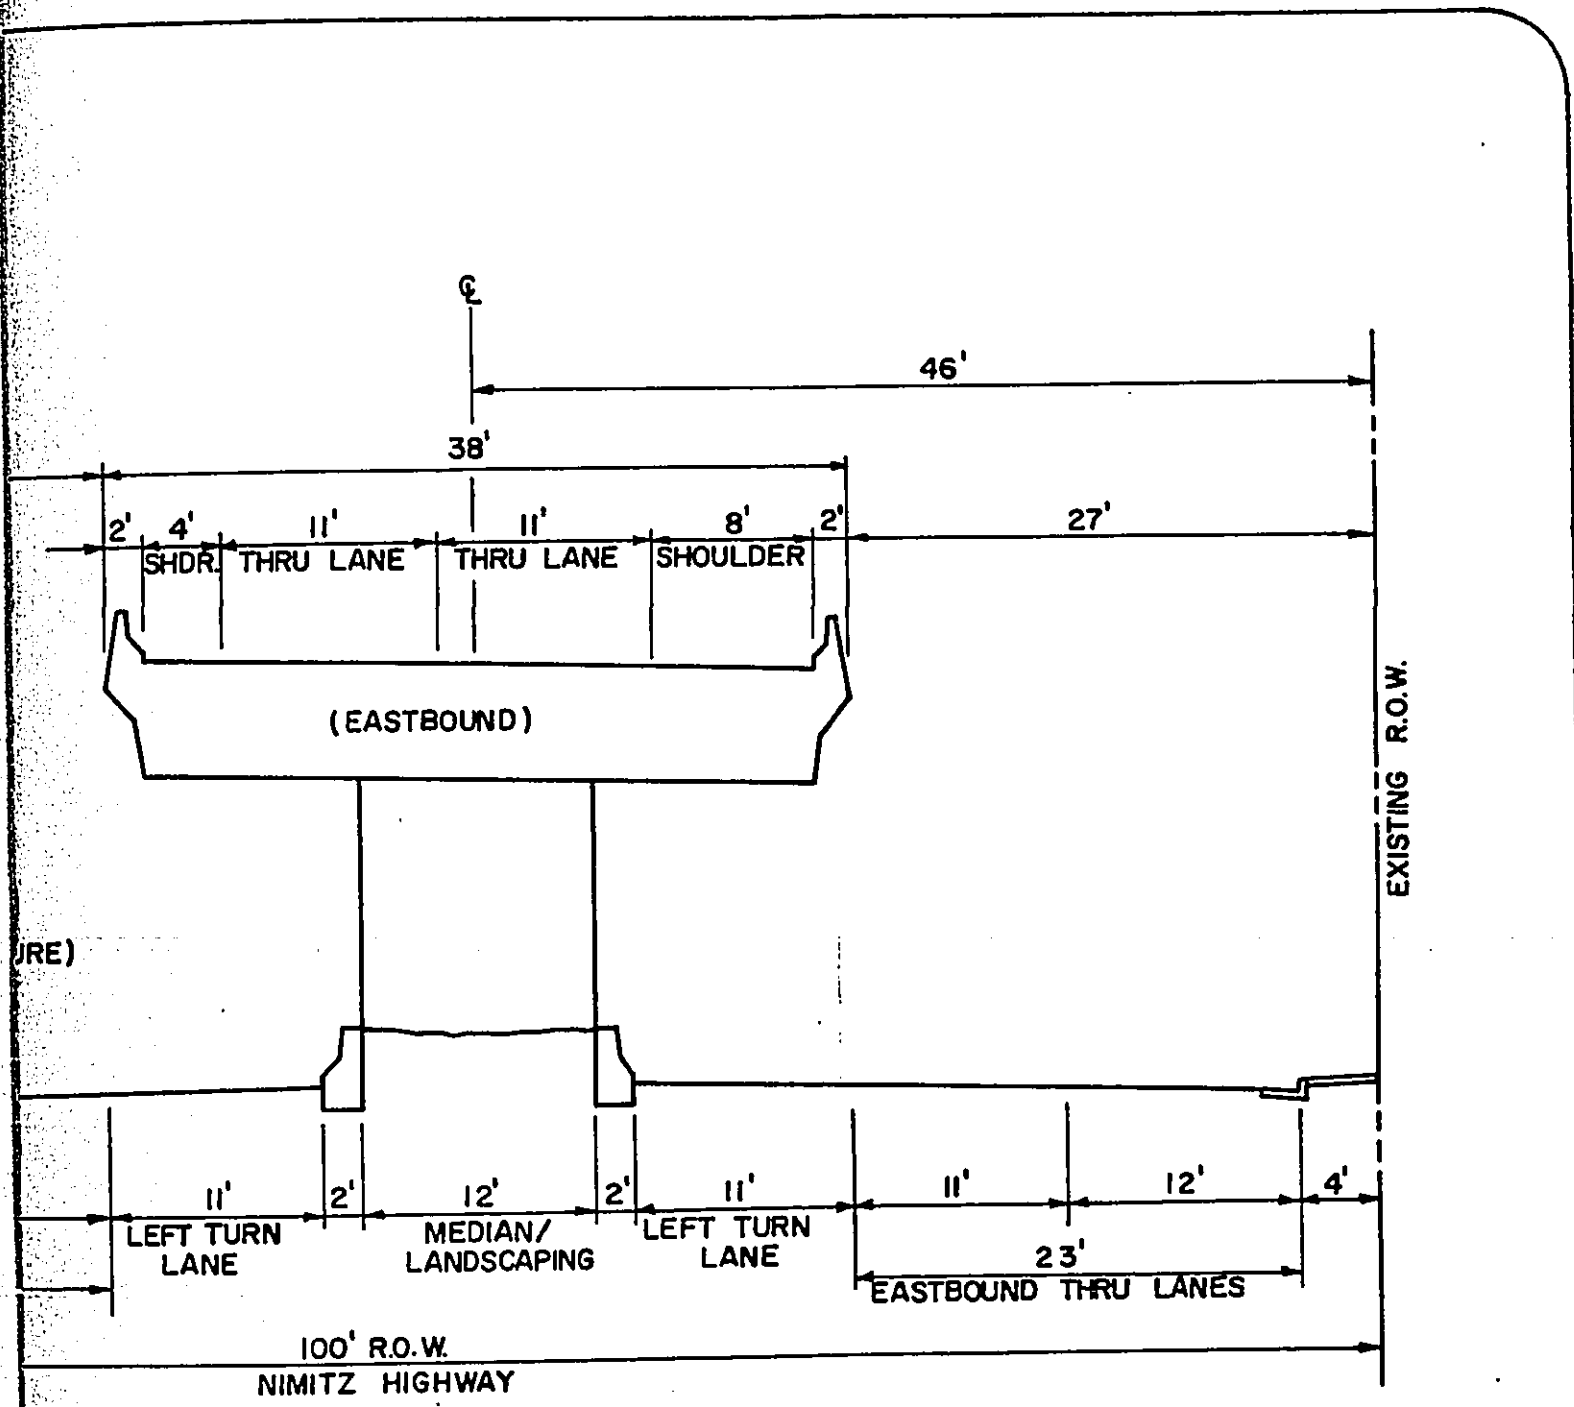 ℄
46'
38'
2' 4' 11' 11' 8' 2' 27'
SHDR. THRU LANE THRU LANE SHOULDER
(EASTBOUND)
EXISTING R.O.W.
URE)
11' 2' 12' 2' 11' 11' 12' 4'
LEFT TURN
LANE
MEDIAN/
LANDSCAPING
LEFT TURN
LANE
23'
EASTBOUND THRU LANES
100' R.O.W.
NIMITZ HIGHWAY